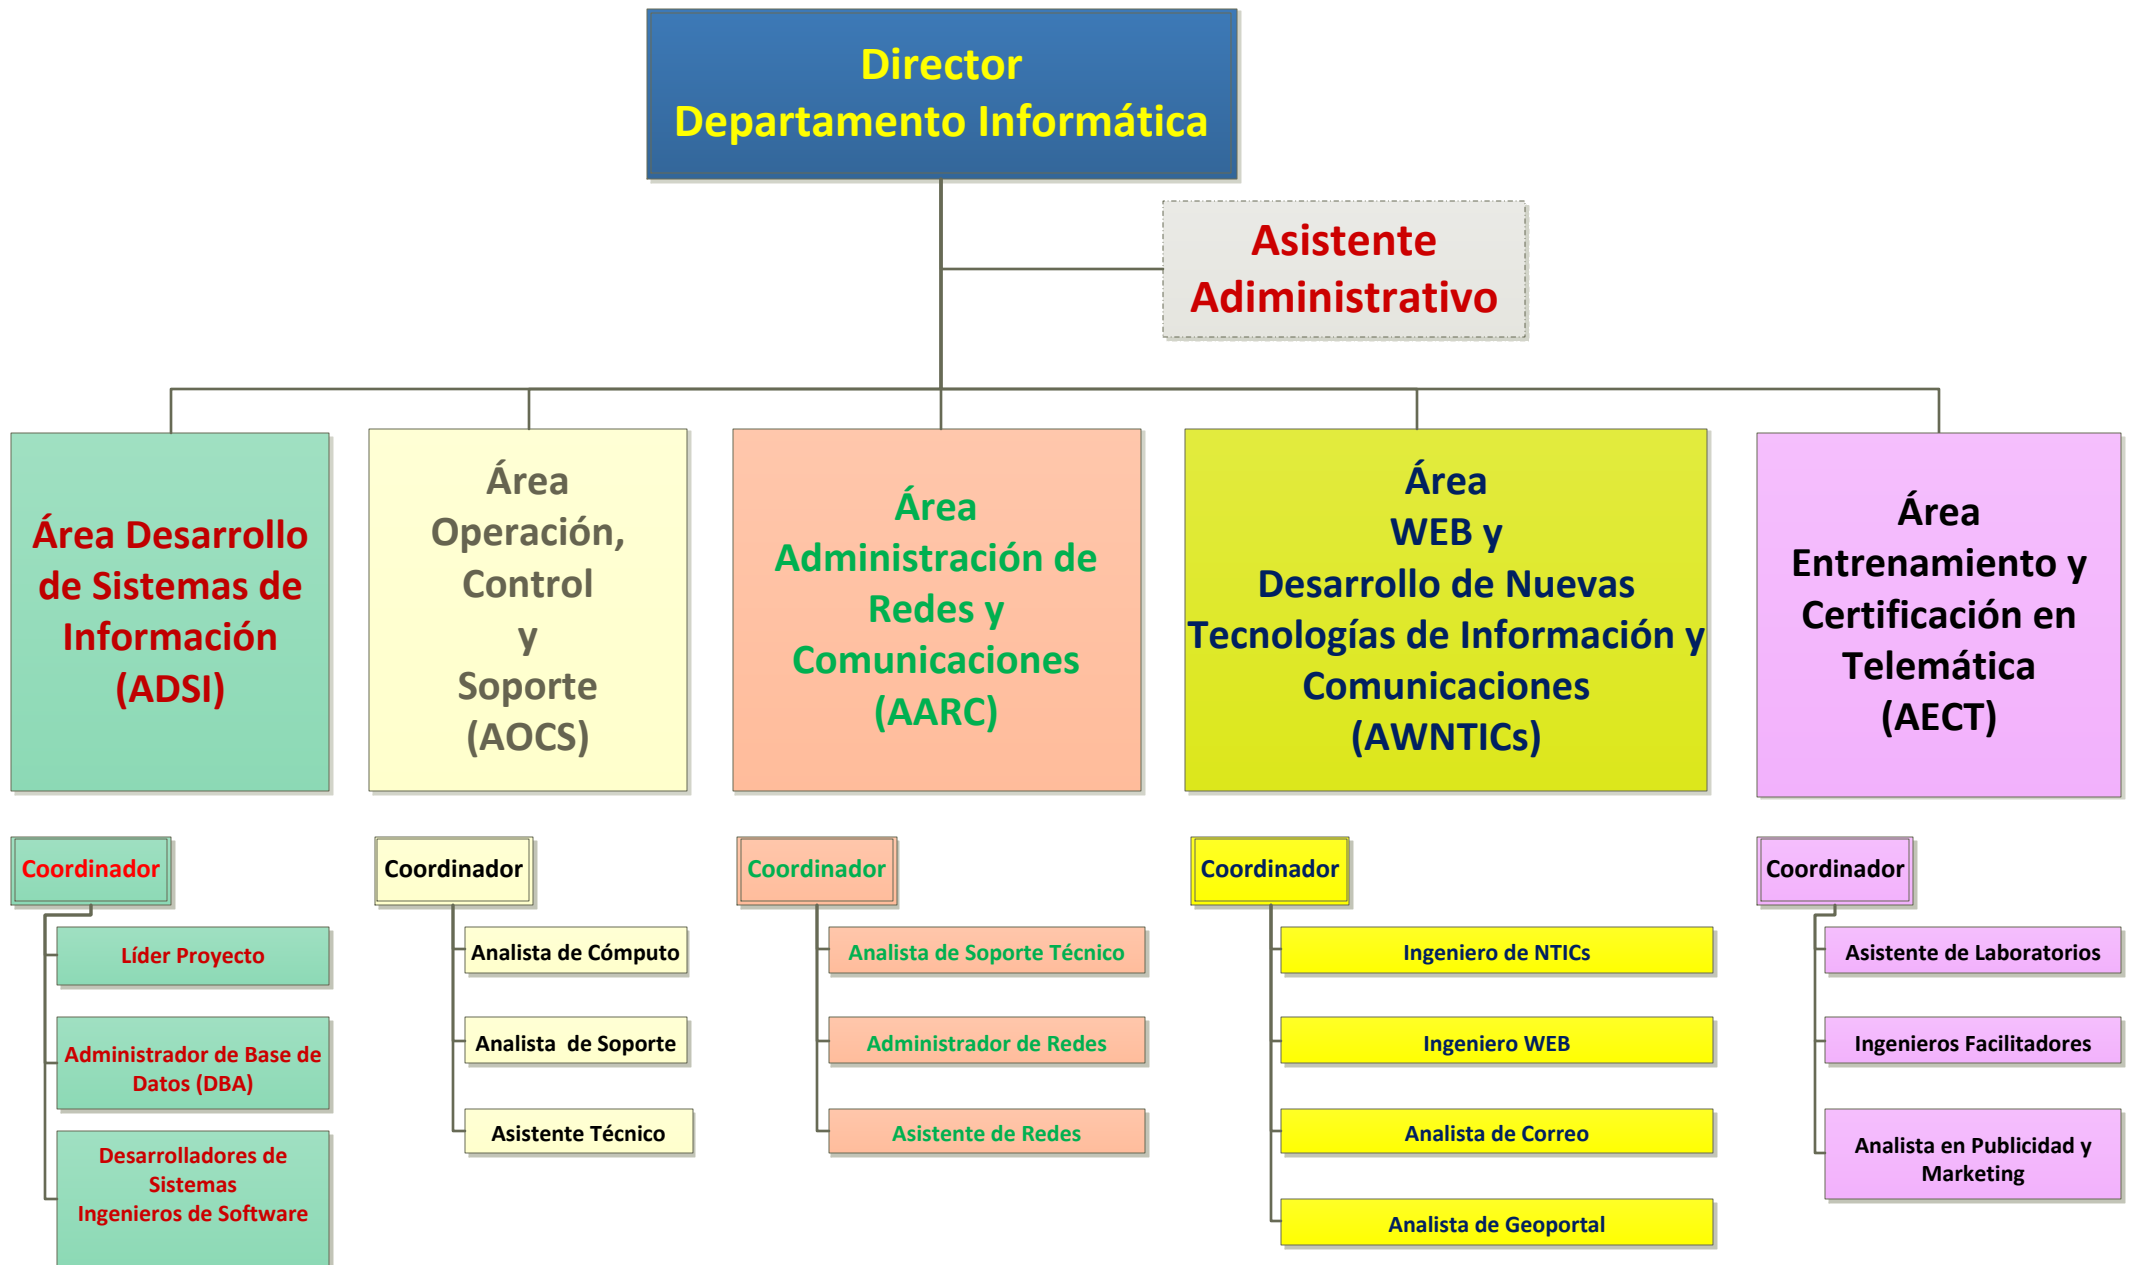 Director
Departamento Informática
Asistente
Adiministrativo
Área Desarrollo
de Sistemas de
Información
(ADSI)
Área
Operación,
Control
y
Soporte
(AOCS)
Área
Administración de
Redes y
Comunicaciones
(AARC)
Área
WEB y
Desarrollo de Nuevas
Tecnologías de Información y
Comunicaciones
(AWNTICs)
Área
Entrenamiento y
Certificación en
Telemática
(AECT)
Coordinador
Líder Proyecto
Administrador de Base de
Datos (DBA)
Desarrolladores de
Sistemas
Ingenieros de Software
Coordinador
Analista de Cómputo
Analista  de Soporte
Asistente Técnico
Coordinador
Analista de Soporte Técnico
Administrador de Redes
Asistente de Redes
Coordinador
Ingeniero de NTICs
Ingeniero WEB
Analista de Correo
Analista de Geoportal
Coordinador
Asistente de Laboratorios
Ingenieros Facilitadores
Analista en Publicidad y
Marketing